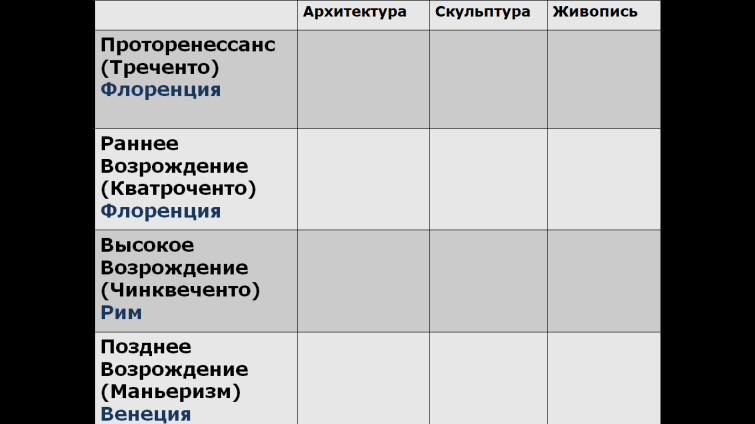 Архитектура Скульптура Живопись
Проторенессанс
(Треченто)
Флоренция
Раннее
Возрождение
(Кватроченто)
Флоренция
Высокое
Возрождение
(Чинквеченто)
Рим
Позднее
Возрождение
(Маньеризм)
Венеция